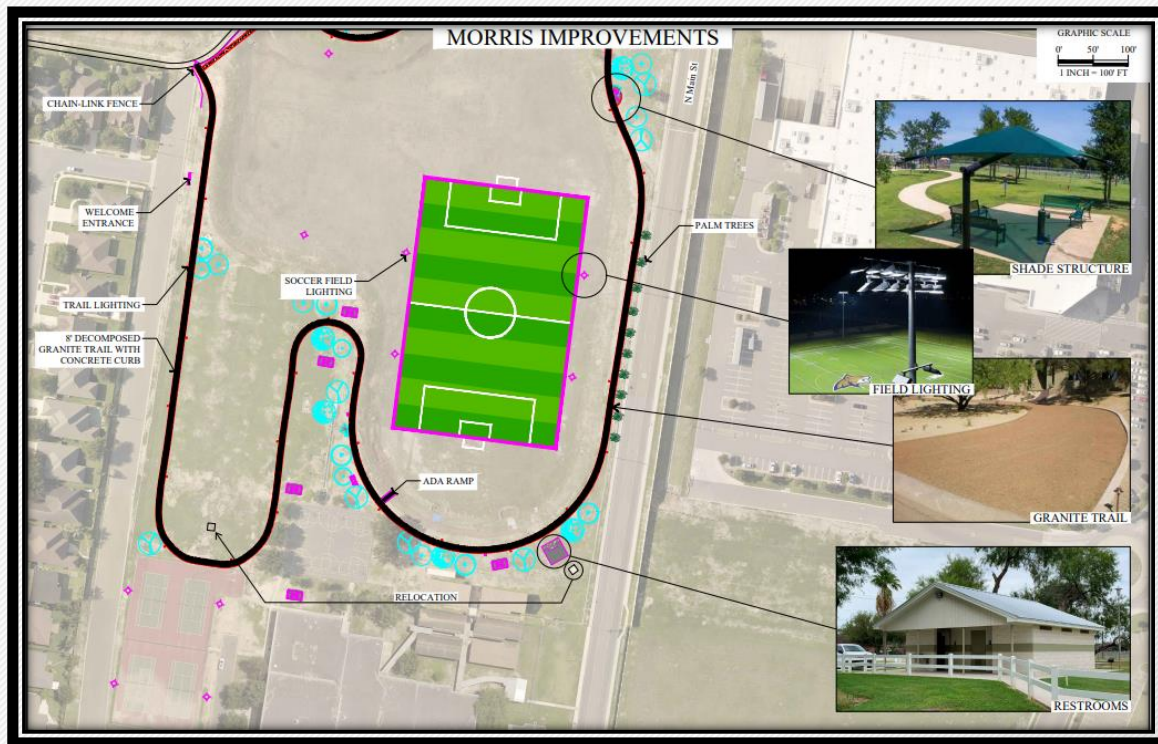 MORRIS IMPROVEMENTS
GRAPHIC SCALE
0' 50' 100'
1 INCH = 100' FT
N Main St
CHAIN-LINK FENCE
WELCOME
ENTRANCE
PALM TREES
SHADE STRUCTURE
SOCCER FIELD
LIGHTING
TRAIL LIGHTING
8' DECOMPOSED
GRANITE TRAIL WITH
CONCRETE CURB
FIELD LIGHTING
ADA RAMP
GRANITE TRAIL
RELOCATION
RESTROOMS